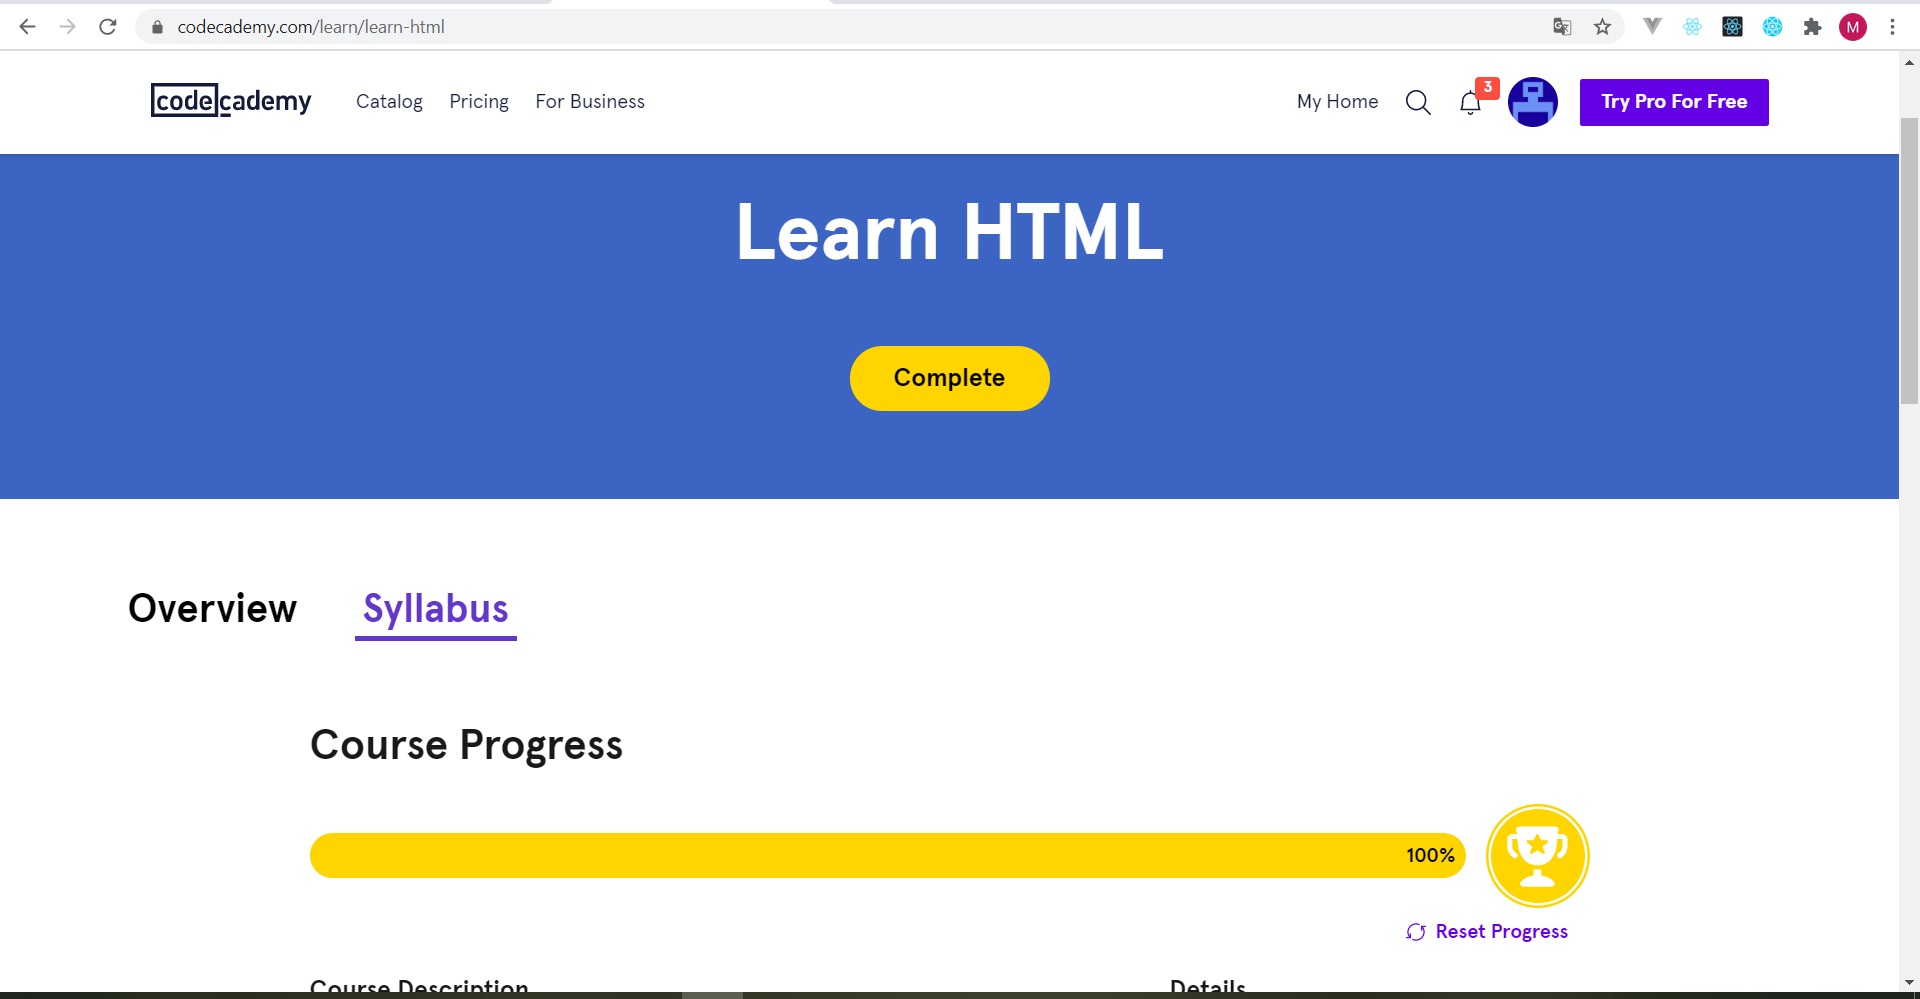 codecademy.com/learn/learn-html
M
codecademy
Catalog
Pricing
For Business
My Home
3
Try Pro For Free
Learn HTML
Complete
Overview
Syllabus
Course Progress
100%
Reset Progress
Course Description
Details